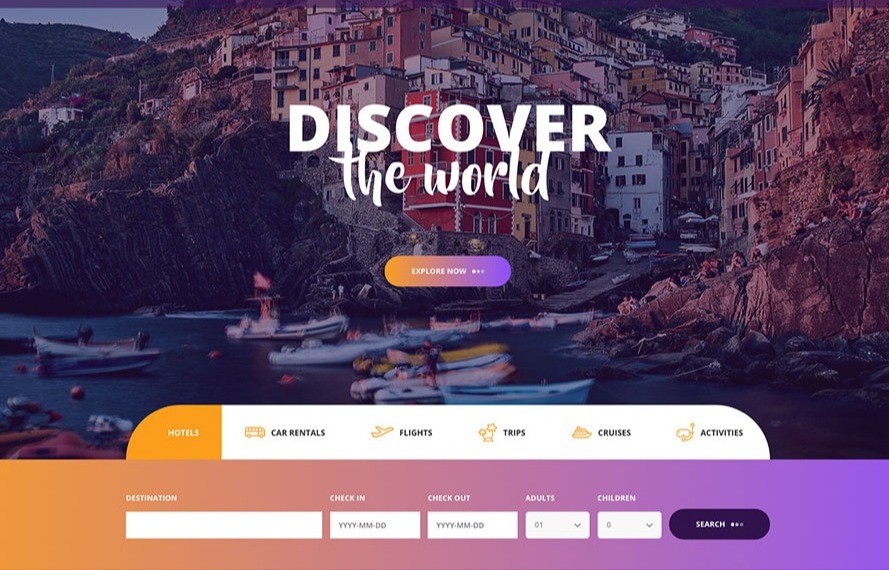 DISCOVER
the world
EXPLORE NOW
HOTELS CAR RENTALS FLIGHTS TRIPS CRUISES ACTIVITIES
DESTINATION CHECK IN CHECK OUT ADULTS CHILDREN
YYYY-MM-DD YYYY-MM-DD 01 0 SEARCH